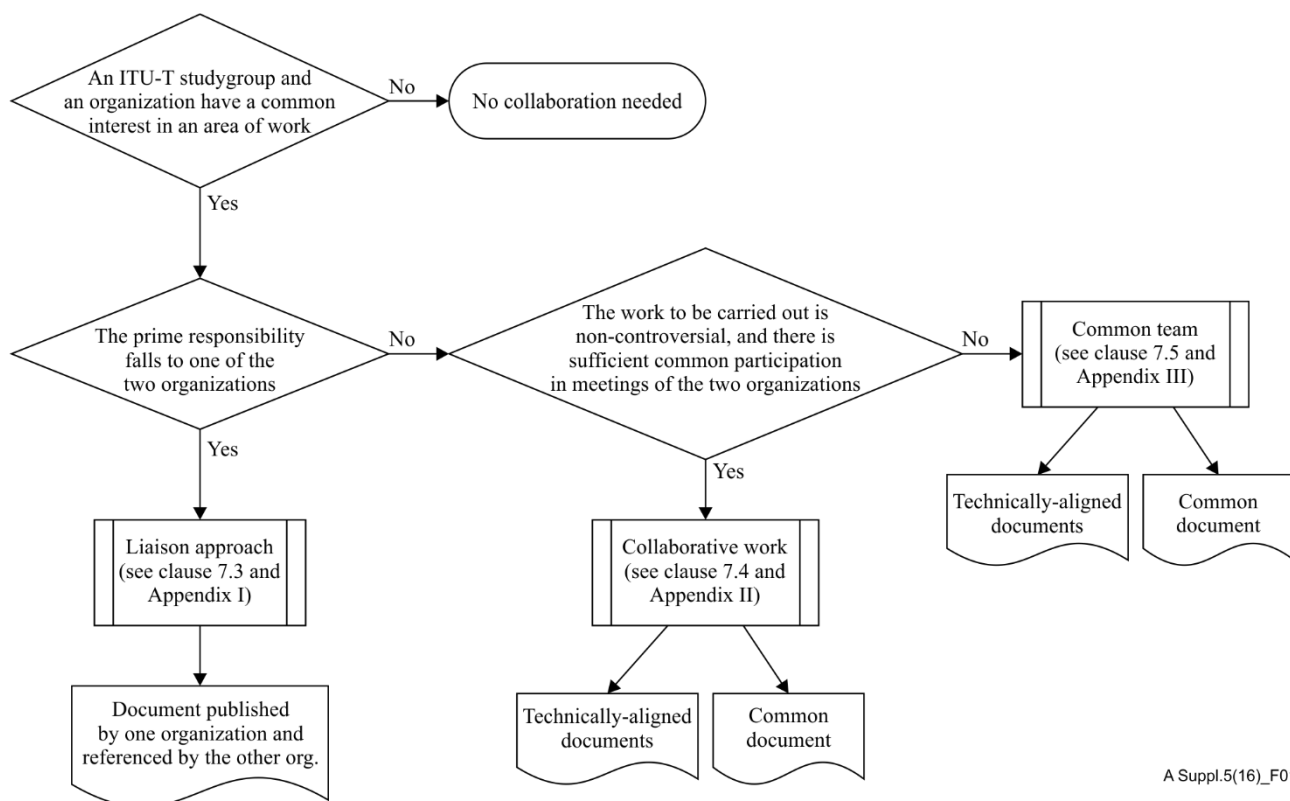 An ITU-T studygroup and
an organization have a common
interest in an area of work
No
No collaboration needed
Yes
The prime responsibility
falls to one of the
two organizations
No
The work to be carried out is
non-controversial, and there is
sufficient common participation
in meetings of the two organizations
No
Common team
(see clause 7.5 and
Appendix III)
Yes
Yes
Technically-aligned
documents
Common
document
Liaison approach
(see clause 7.3 and
Appendix I)
Collaborative work
(see clause 7.4 and
Appendix II)
Document published
by one organization and
referenced by the other org.
Technically-aligned
documents
Common
document
A Suppl.5(16)_F0